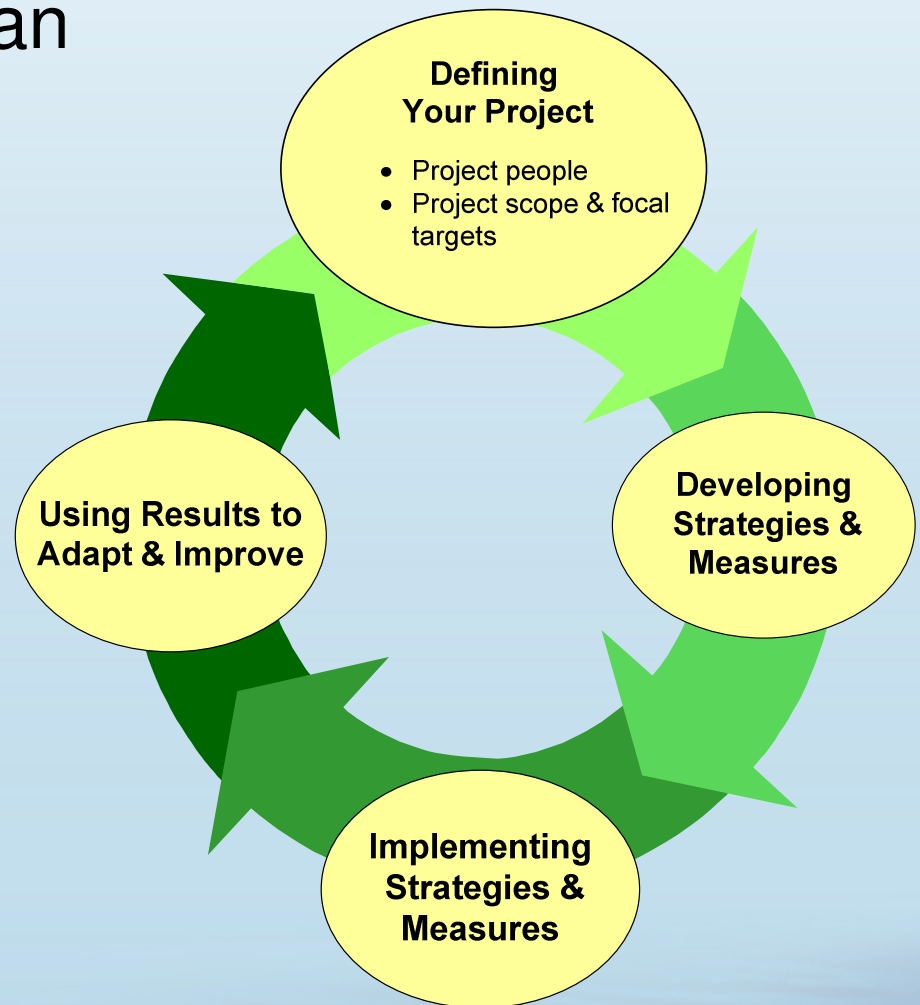 an
Defining
Your Project
• Project people
• Project scope & focal
targets
Developing
Strategies &
Measures
Implementing
Strategies &
Measures
Using Results to
Adapt & Improve